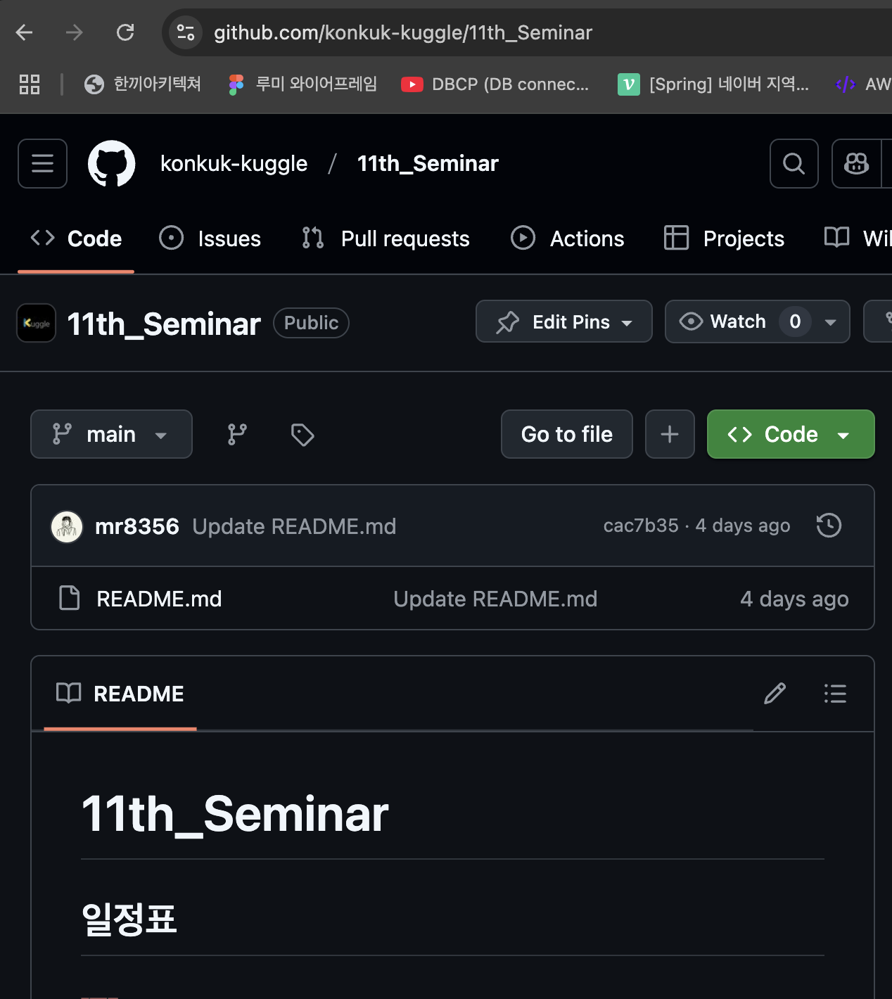 github.com/konkuk-kuggle/11th_Seminar
한끼아키텍쳐 루미 와이어프레임 DBCP (DB connec... [Spring] 네이버 지역... AW
konkuk-kuggle / 11th_Seminar
Code Issues Pull requests Actions Projects Wi
Kuggle 11th_Seminar Public Edit Pins Watch 0
main Go to file Code
mr8356 Update README.md cac7b35 · 4 days ago
README.md Update README.md 4 days ago
README
11th_Seminar
일정표